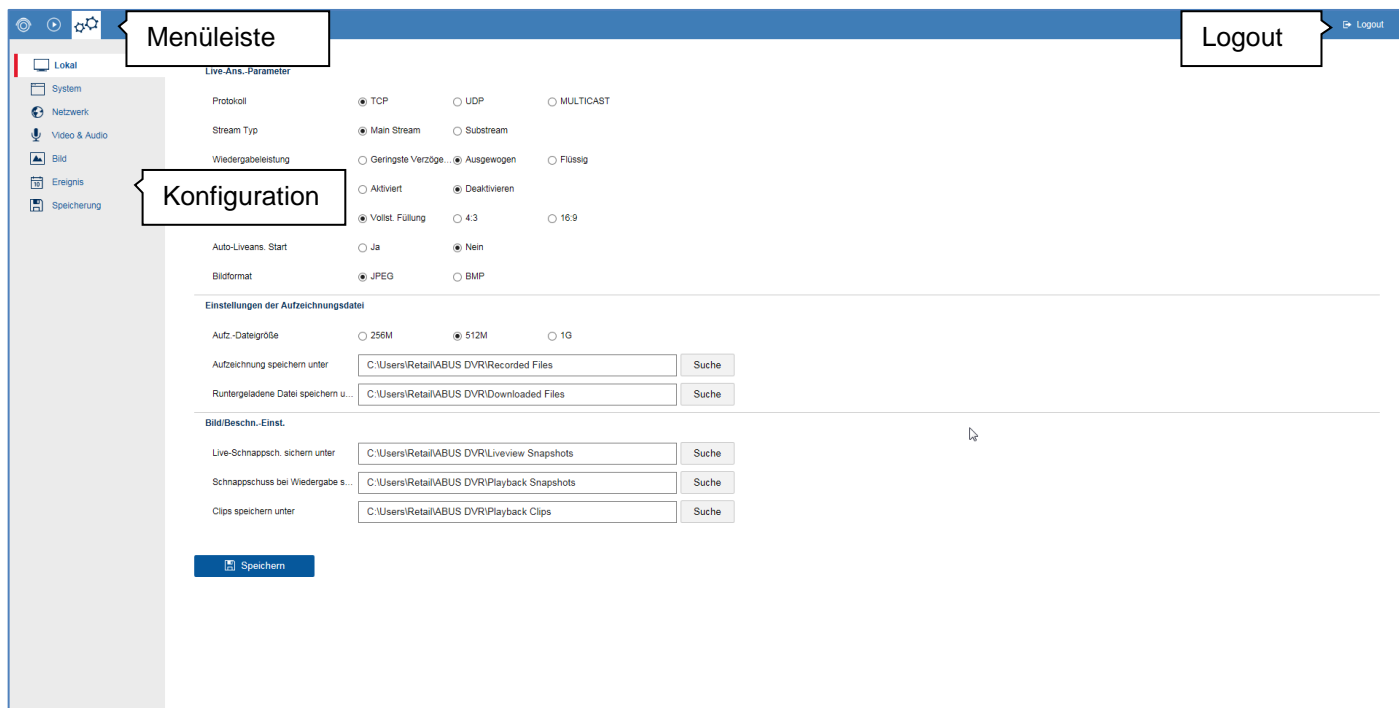 Menüleiste
Logout
Logout
Lokal
System
Netzwerk
Video & Audio
Bild
10 Ereignis
Speicherung
Konfiguration
Live-Ans.-Parameter
Protokoll TCP UDP MULTICAST
Stream Typ Main Stream Substream
Wiedergabeleistung Geringste Verzöge... Ausgewogen Flüssig
Aktiviert Deaktivieren
Vollst. Füllung 4:3 16:9
Auto-Liveans. Start Ja Nein
Bildformat JPEG BMP
Einstellungen der Aufzeichnungsdatei
Aufz.-Dateigröße 256M 512M 1G
Aufzeichnung speichern unter C:\Users\Retail\ABUS DVR\Recorded Files Suche
Runtergeladene Datei speichern u... C:\Users\Retail\ABUS DVR\Downloaded Files Suche
Bild/Beschn.-Einst.
Live-Schnappsch. sichern unter C:\Users\Retail\ABUS DVR\Liveview Snapshots Suche
Schnappschuss bei Wiedergabe s... C:\Users\Retail\ABUS DVR\Playback Snapshots Suche
Clips speichern unter C:\Users\Retail\ABUS DVR\Playback Clips Suche
Speichern